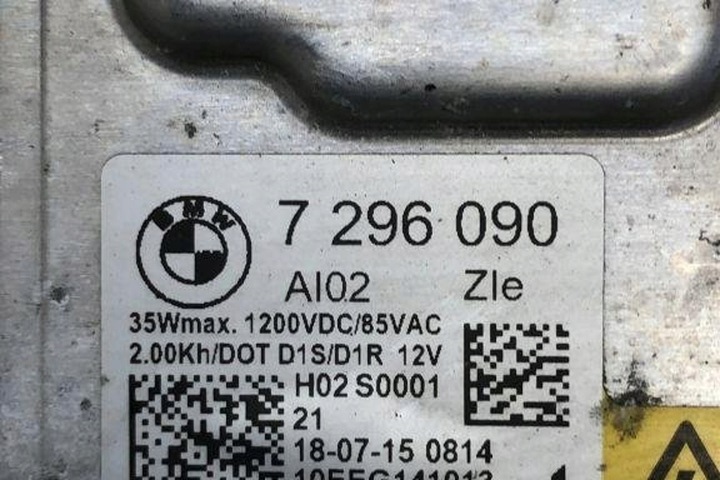 BMW
7 296 090
AI02 ZIe
35Wmax. 1200VDC/85VAC
2.00Kh/DOT D1S/D1R 12V
H02 S0001
21
18-07-15 0814